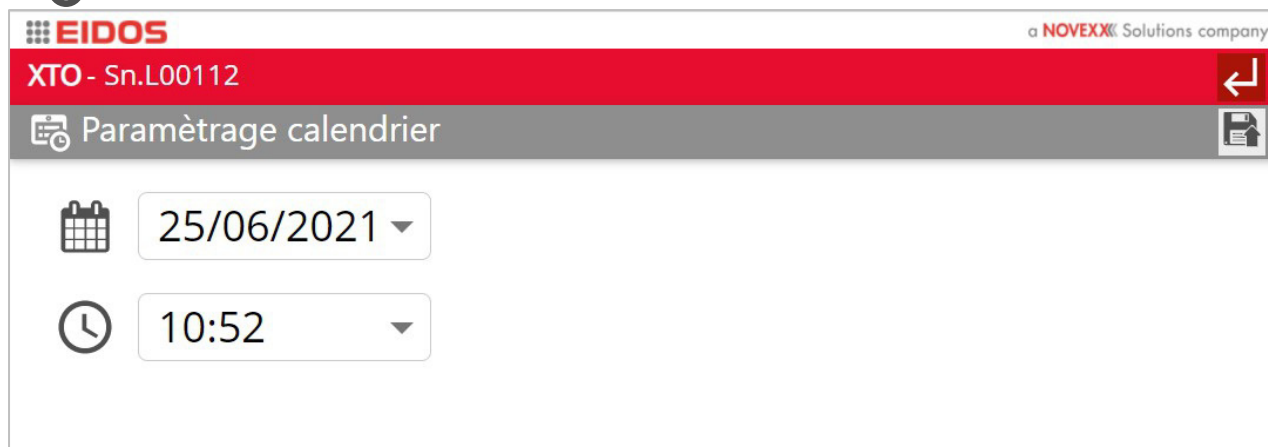 EIDOS
a NOVEXX Solutions company
XTO - Sn.L00112
Paramètrage calendrier
25/06/2021
10:52